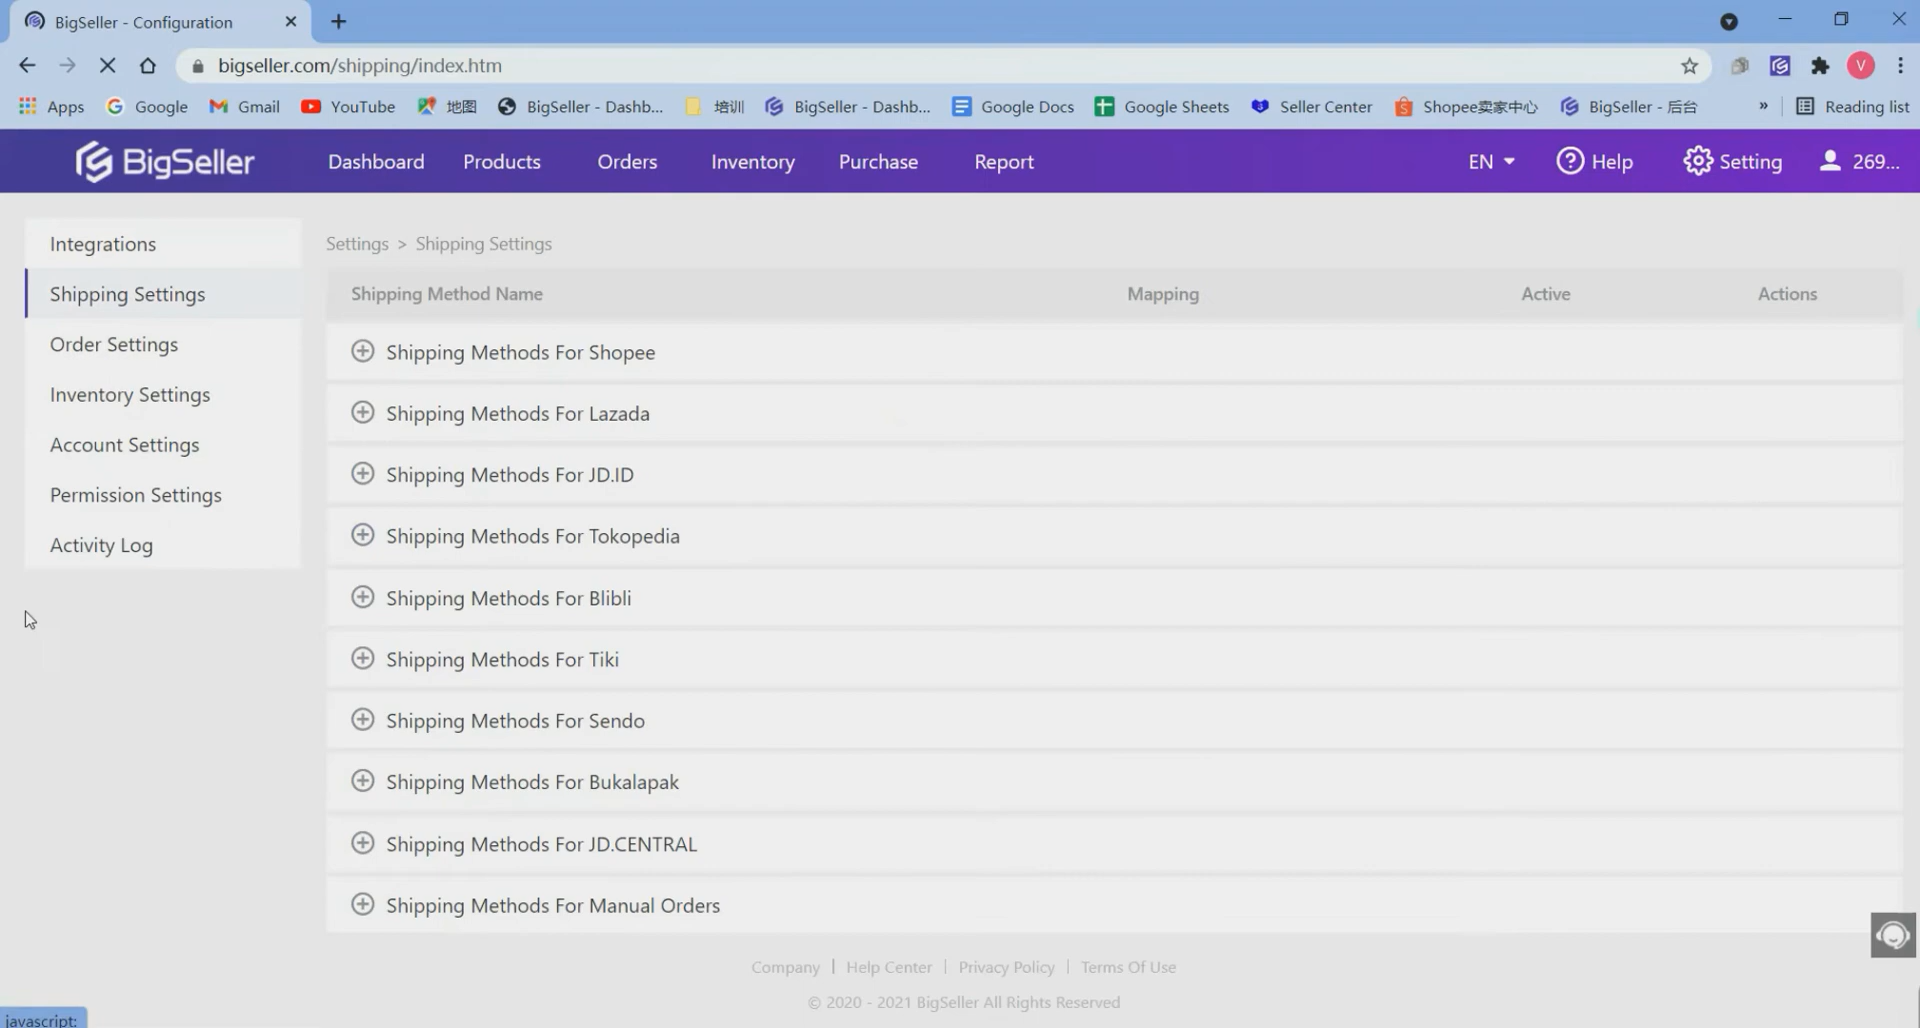 BigSeller - Configuration
bigseller.com/shipping/index.htm
V
Apps Google Gmail YouTube 地图 BigSeller - Dashb... 培训 BigSeller - Dashb... Google Docs Google Sheets Seller Center Shopee卖家中心 BigSeller - 后台 » Reading list
BigSeller Dashboard Products Orders Inventory Purchase Report EN Help Setting 269...
Integrations
Shipping Settings
Order Settings
Inventory Settings
Account Settings
Permission Settings
Activity Log
Settings > Shipping Settings
Shipping Method Name Mapping Active Actions
Shipping Methods For Shopee
Shipping Methods For Lazada
Shipping Methods For JD.ID
Shipping Methods For Tokopedia
Shipping Methods For Blibli
Shipping Methods For Tiki
Shipping Methods For Sendo
Shipping Methods For Bukalapak
Shipping Methods For JD.CENTRAL
Shipping Methods For Manual Orders
Company | Help Center | Privacy Policy | Terms Of Use
© 2020 - 2021 BigSeller All Rights Reserved
javascript: